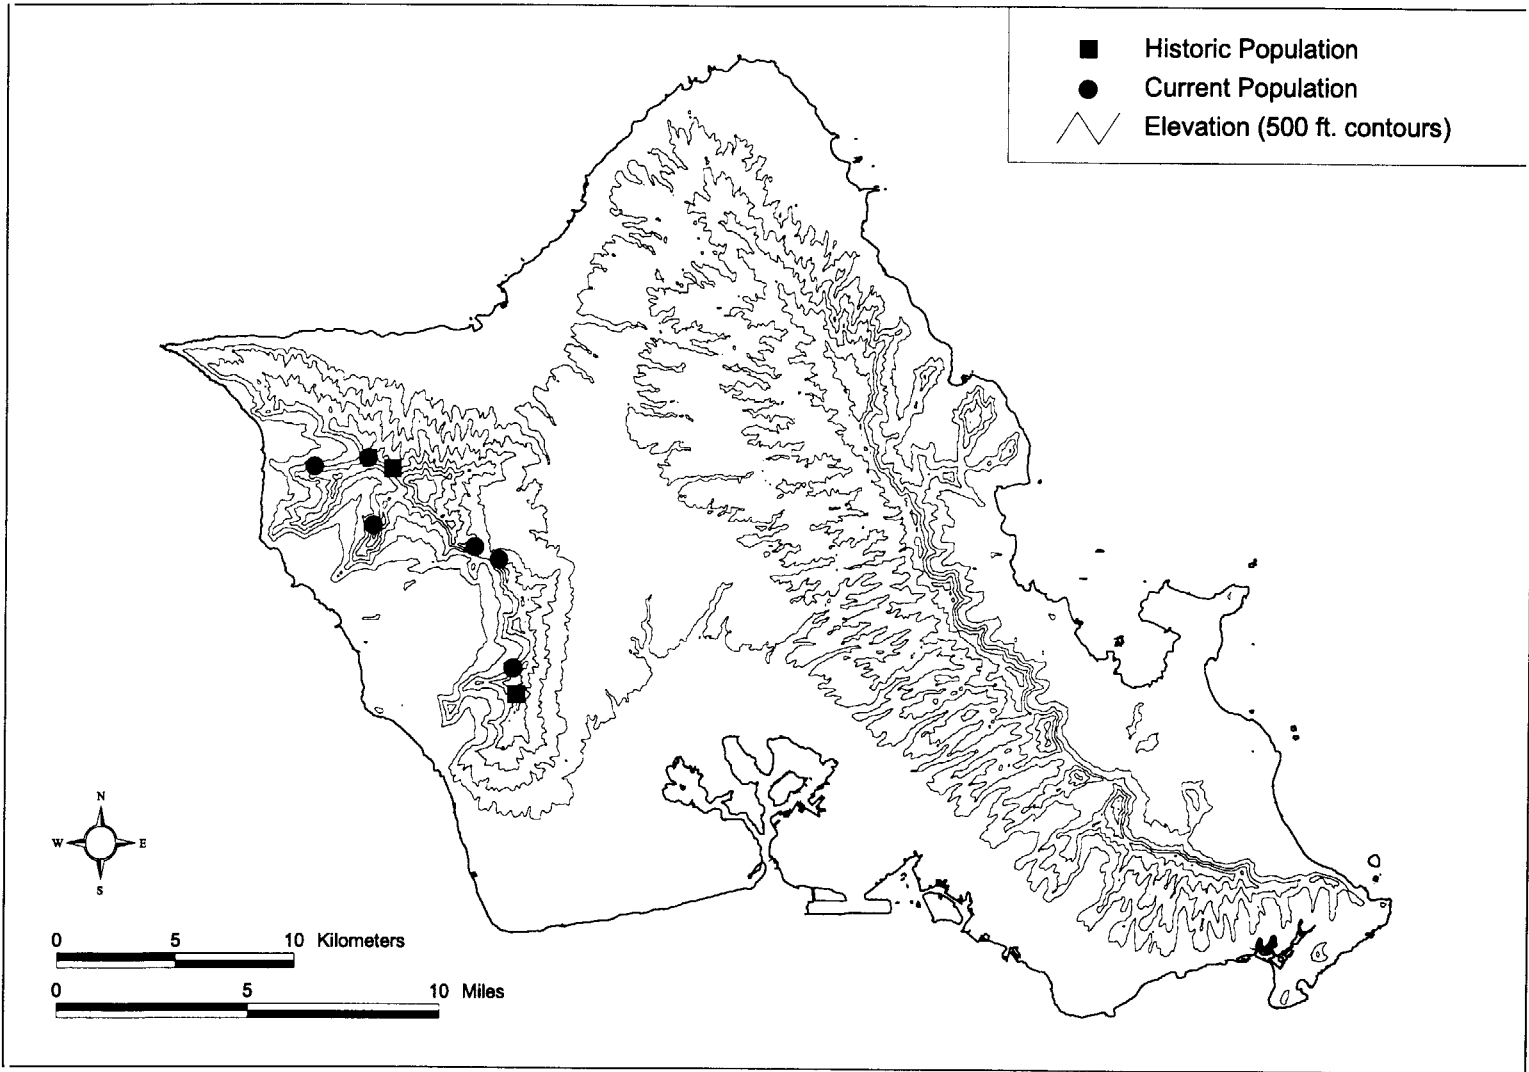 Historic Population
Current Population
Elevation (500 ft. contours)
N
W E
S
0 5 10 Kilometers
0 5 10 Miles